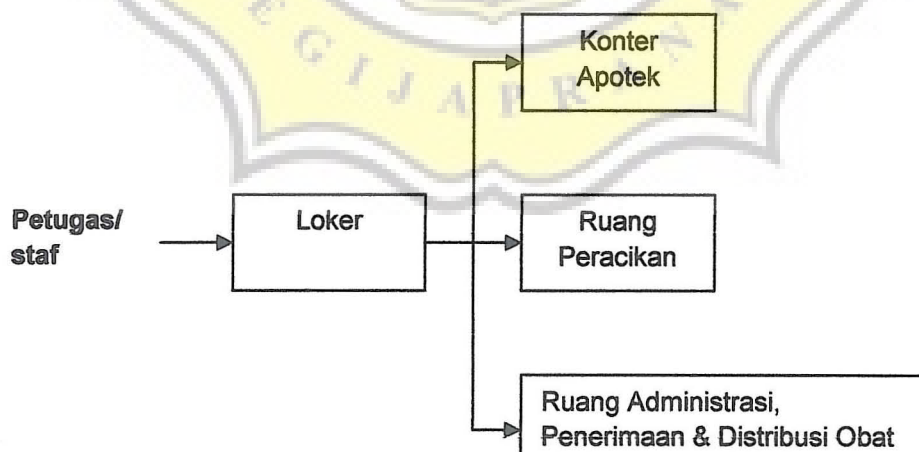 Konter
Apotek
Petugas/
staf
Loker
Ruang
Peracikan
Ruang Administrasi,
Penerimaan & Distribusi Obat